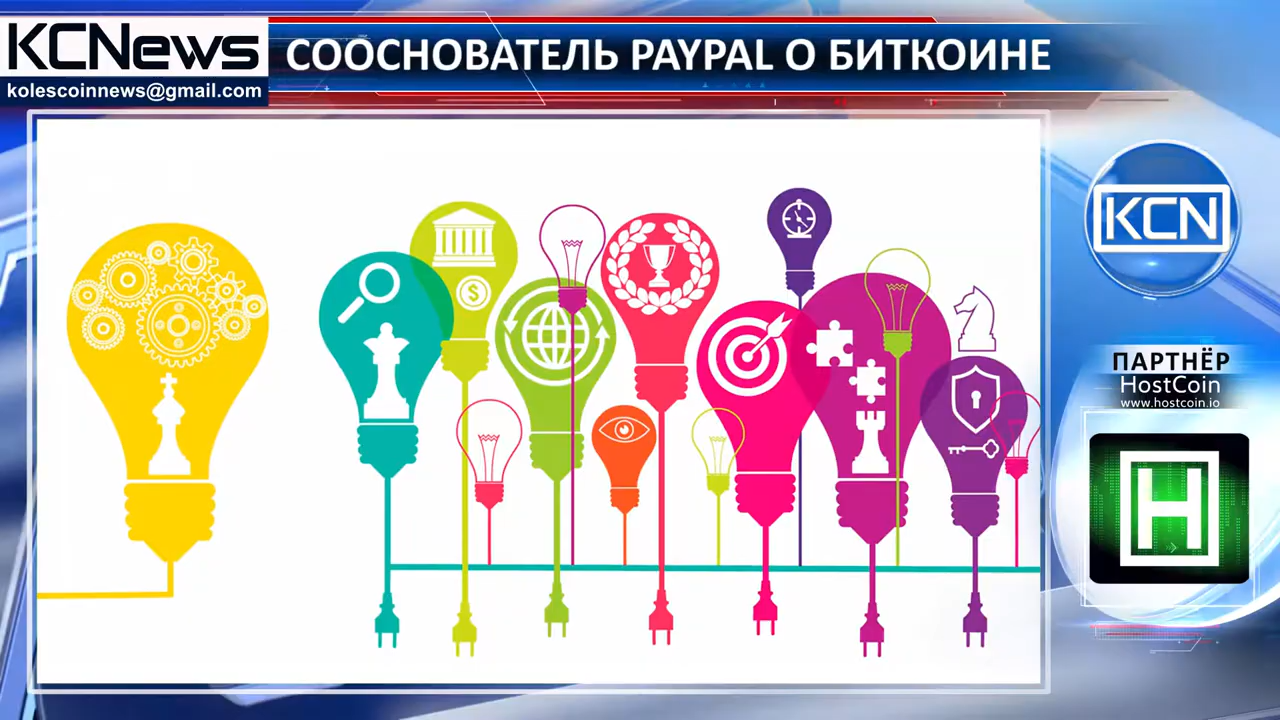 KCNews
kolescoinnews@gmail.com
СООСНОВАТЕЛЬ PAYPAL О БИТКОИНЕ
$
KCN
ПАРТНЁР
HostCoin
www.hostcoin.io
H